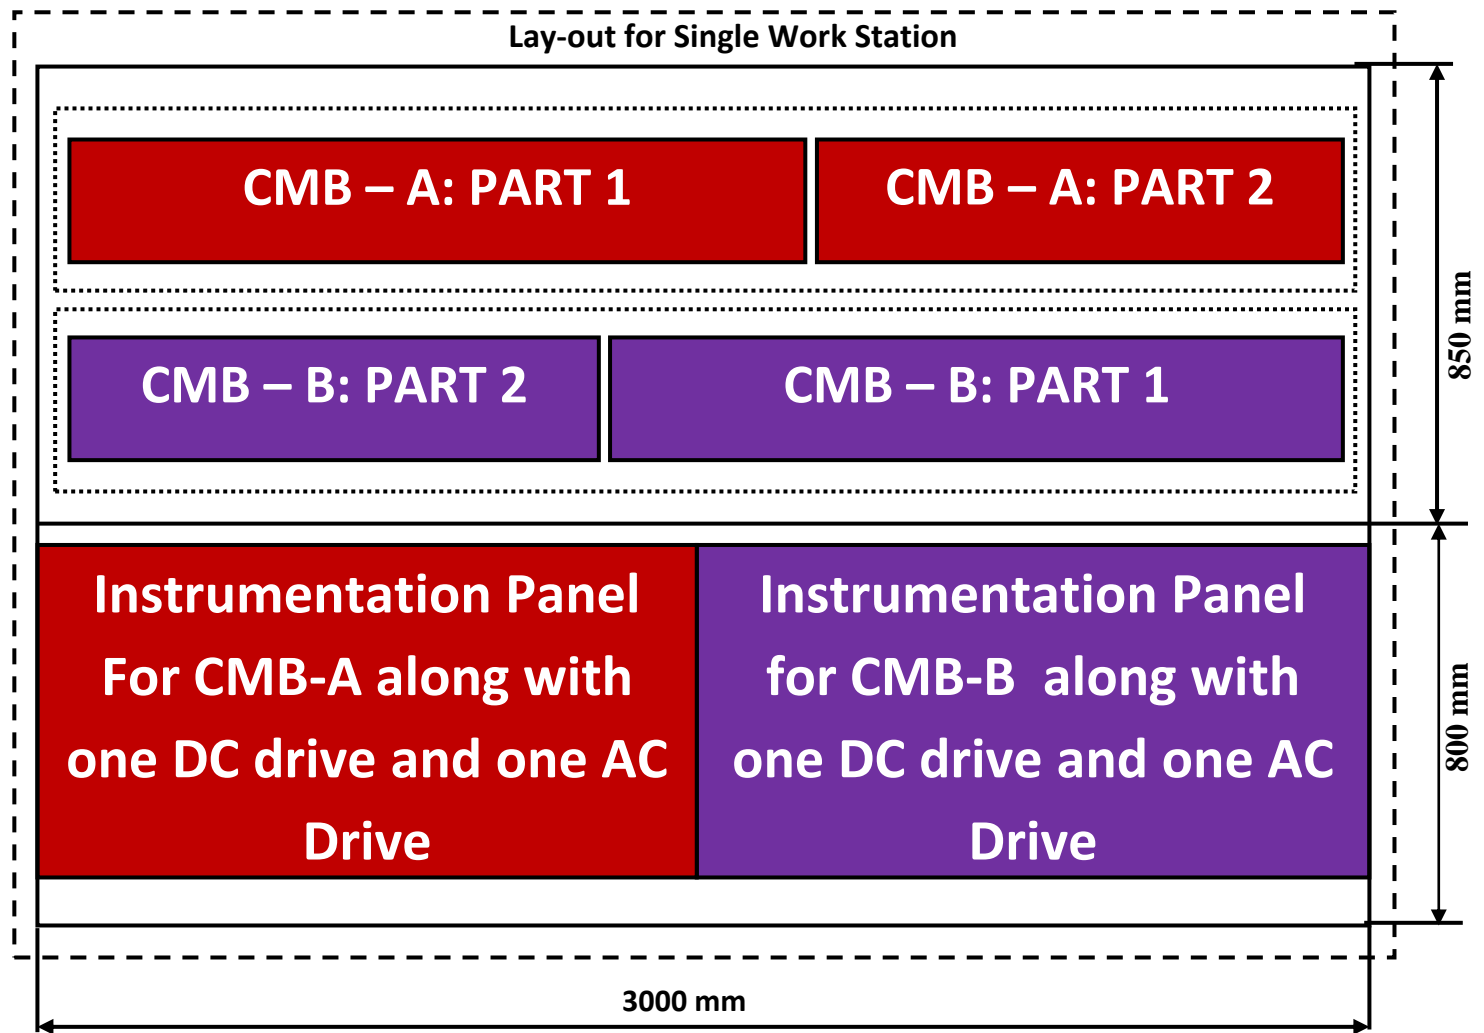 Lay-out for Single Work Station
CMB – A: PART 1
CMB – A: PART 2
CMB – B: PART 2
CMB – B: PART 1
850 mm
Instrumentation Panel
For CMB-A along with
one DC drive and one AC
Drive
Instrumentation Panel
for CMB-B  along with
one DC drive and one AC
Drive
800 mm
3000 mm